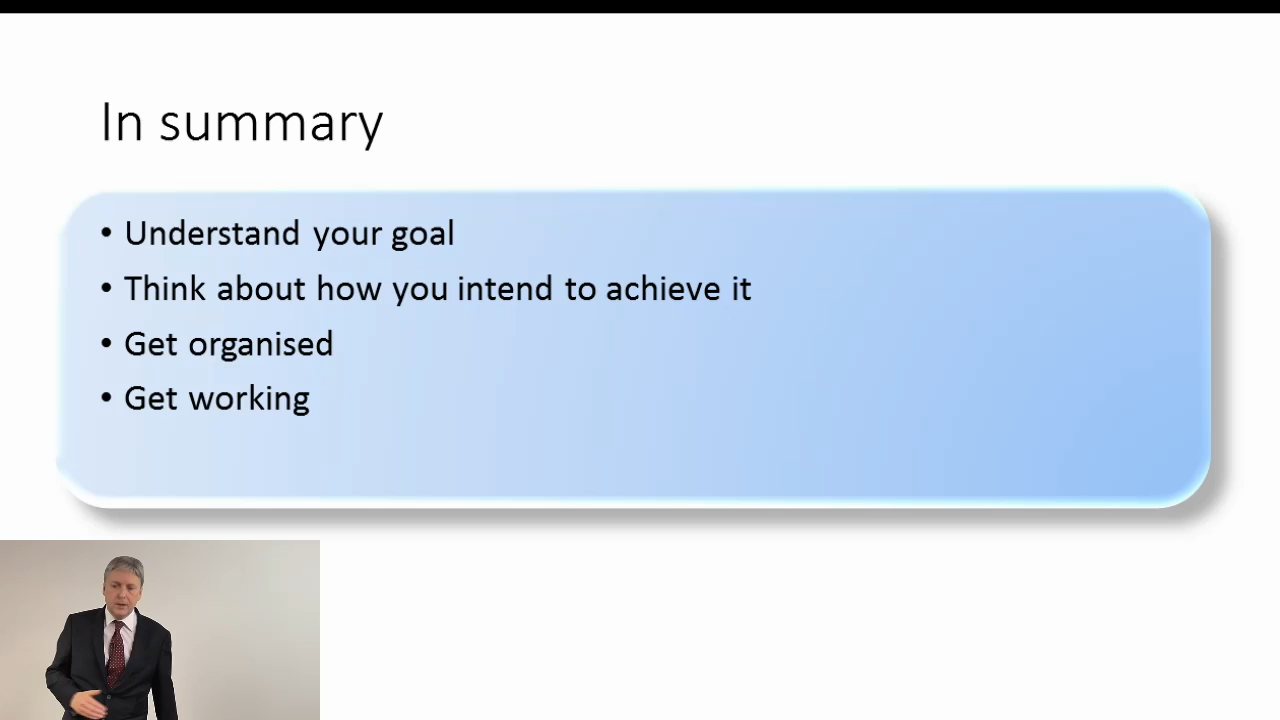 In summary
• Understand your goal
• Think about how you intend to achieve it
• Get organised
• Get working